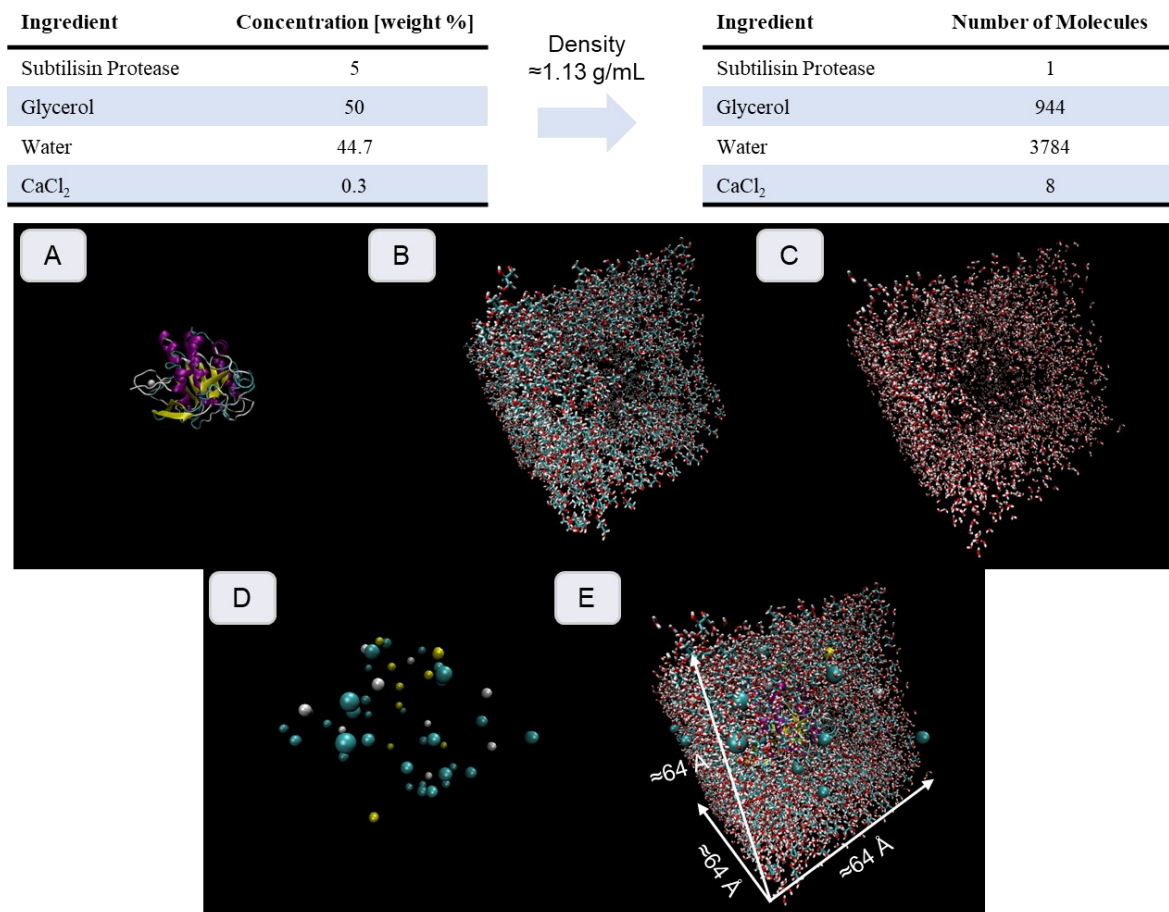 Ingredient Concentration [weight %]
Subtilisin Protease 5
Glycerol 50
Water 44.7
CaCl₂ 0.3
Density
≈1.13 g/mL
Ingredient Number of Molecules
Subtilisin Protease 1
Glycerol 944
Water 3784
CaCl₂ 8
A
B
C
D
E
≈64 Å
≈64 Å
≈64 Å